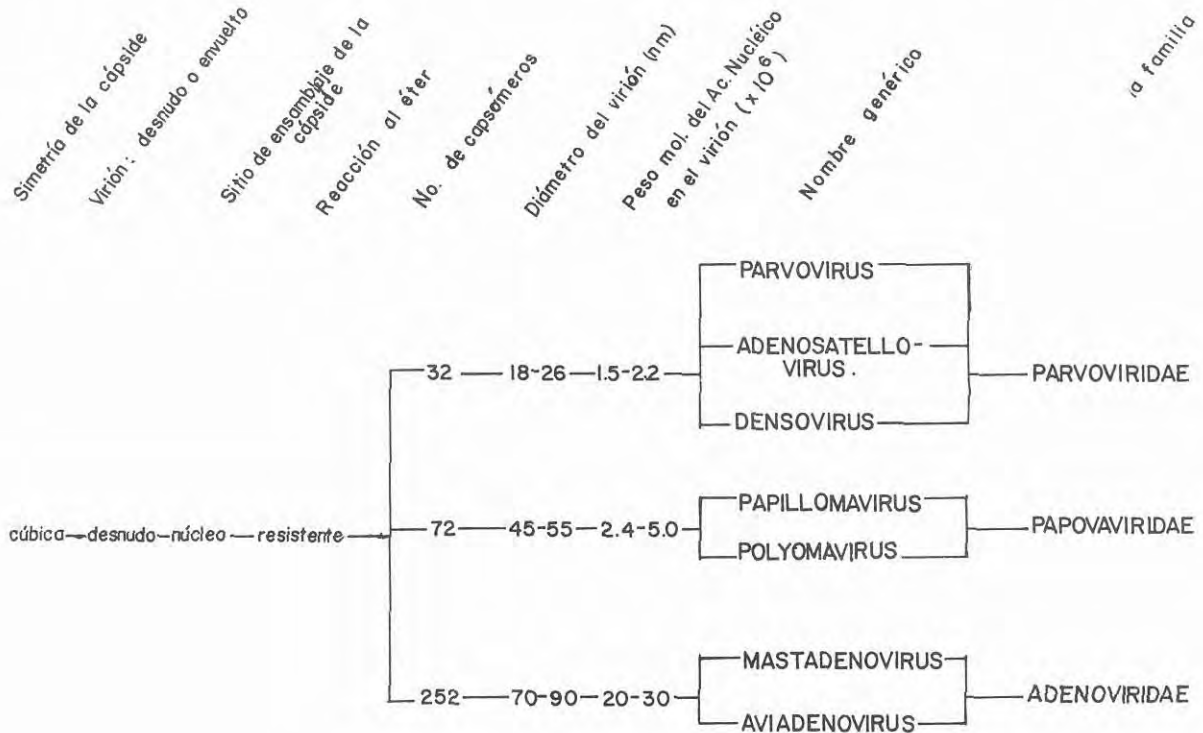 Simetría de la cápside
Virión: desnudo o envuelto
Sitio de ensamblaje de la
cápside
Reacción al éter
No. de capsómeros
Diámetro del virión (nm)
Peso mol. del Ac. Nucléico
en el virión (x 10⁶)
Nombre genérico
la familia
PARVOVIRUS
ADENOSATELLO-
VIRUS.
32 18-26 1.5-2.2 PARVOVIRIDAE
DENSOVIRUS
PAPILLOMAVIRUS
cúbica desnudo núcleo resistente 72 45-55 2.4-5.0 PAPOVAVIRIDAE
POLYOMAVIRUS
MASTADENOVIRUS
252 70-90 20-30 ADENOVIRIDAE
AVIADENOVIRUS